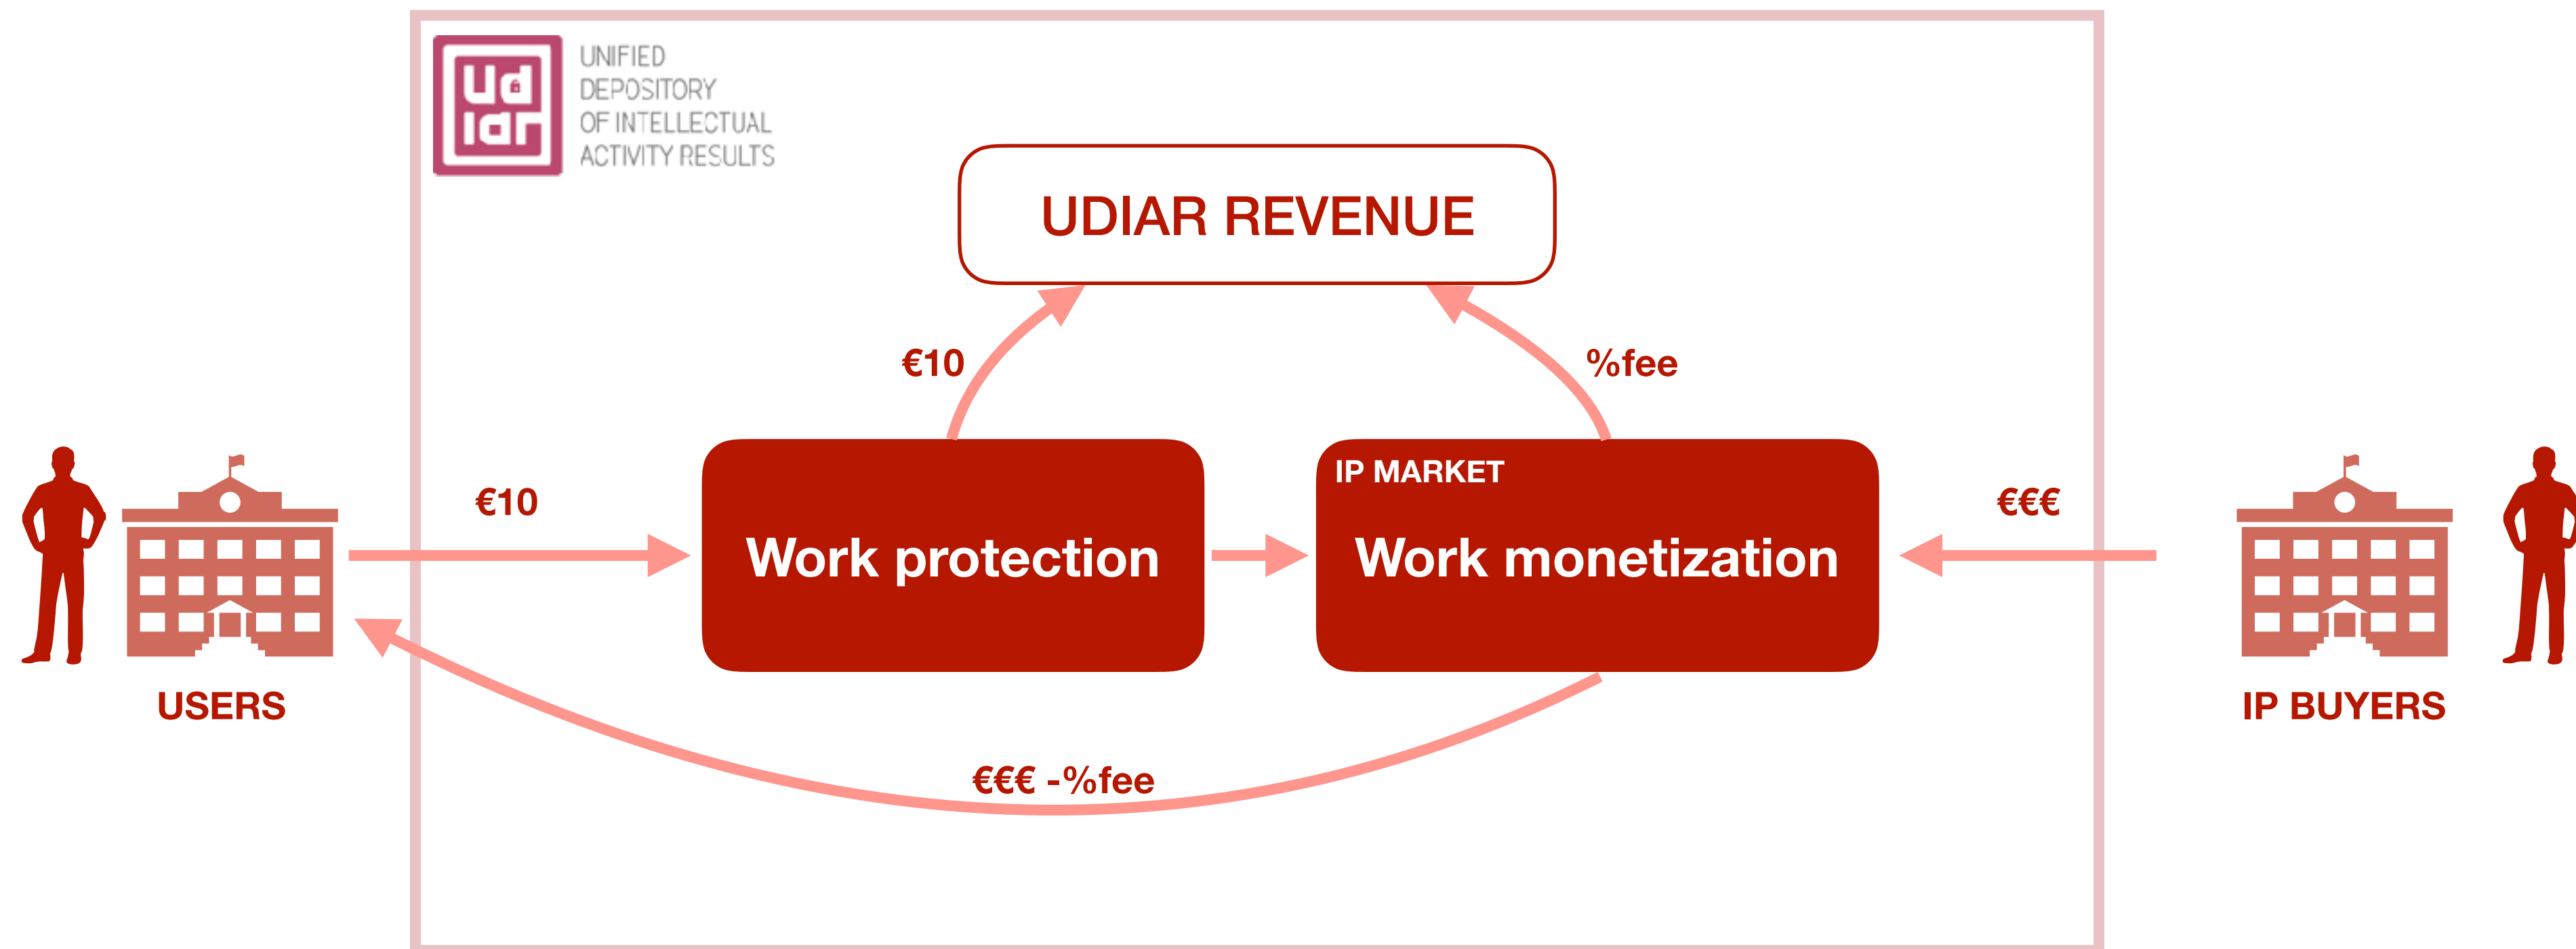 ud
iar
UNIFIED
DEPOSITORY
OF INTELLECTUAL
ACTIVITY RESULTS
UDIAR REVENUE
€10
%fee
€10
IP MARKET
Work protection
Work monetization
€€€
USERS
IP BUYERS
€€€ -%fee